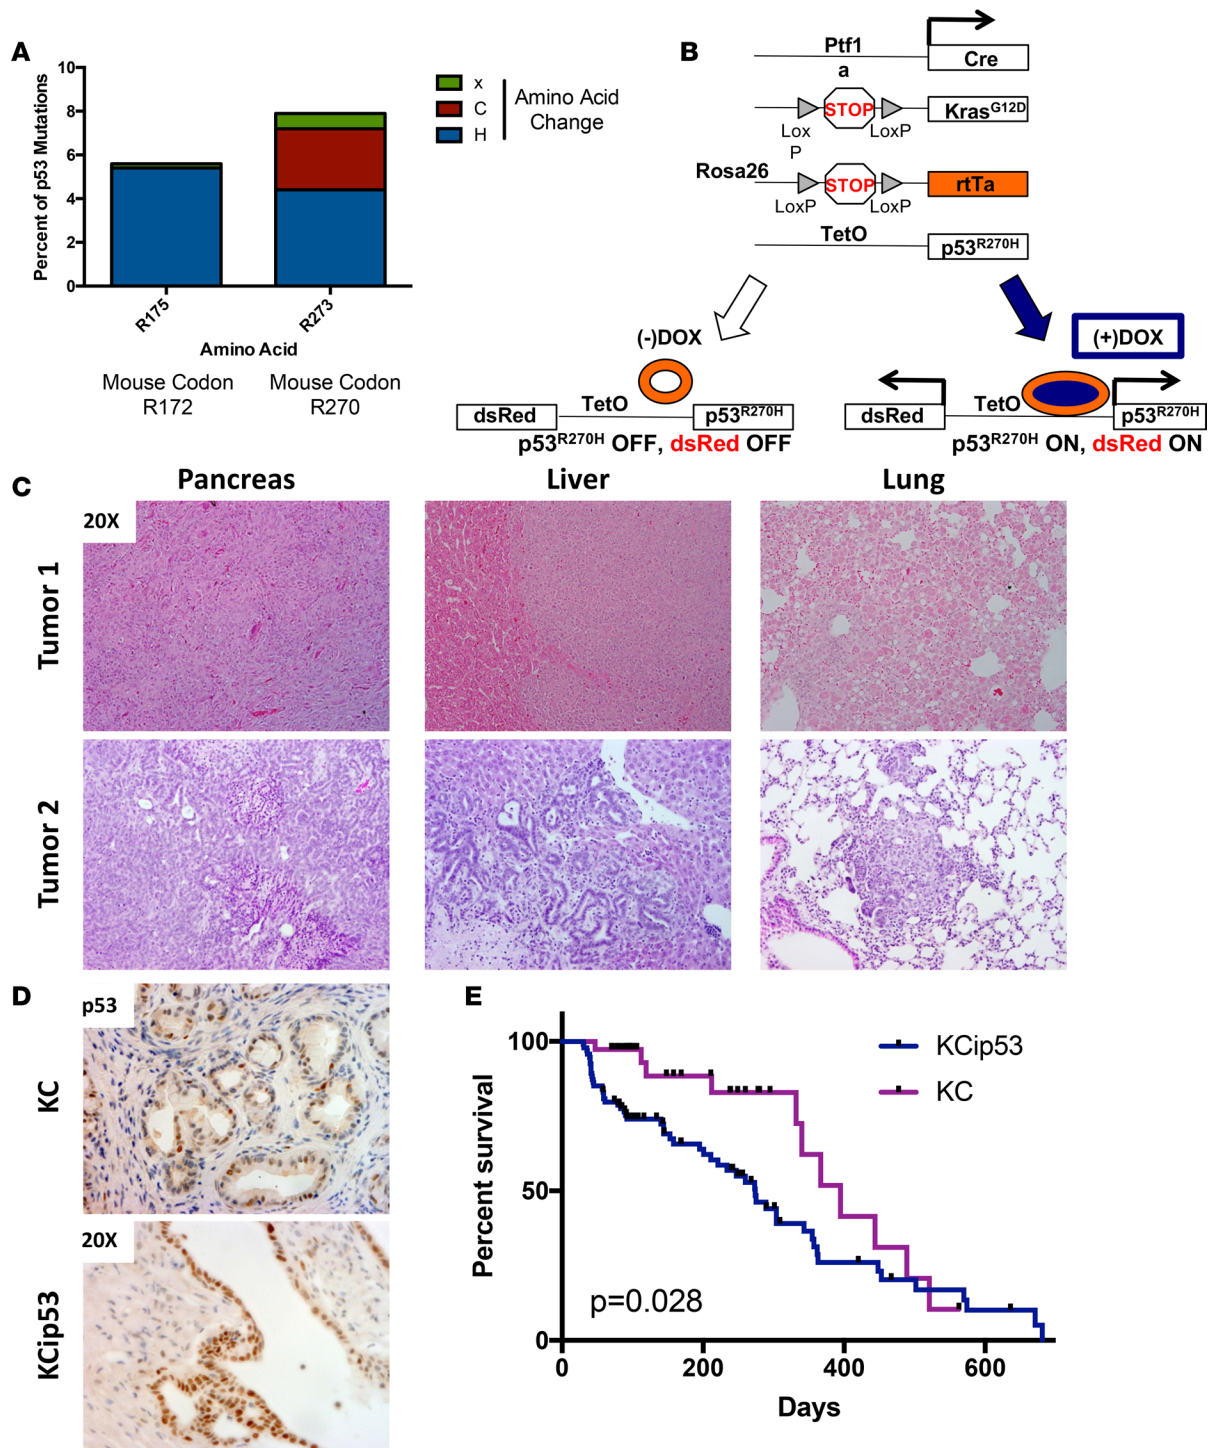 A
10
8
6
4
2
0
Percent of p53 Mutations
R175
R273
Amino Acid
Mouse Codon
R172
Mouse Codon
R270
x
C
H
Amino Acid
Change
B
Ptf1
a
Cre
STOP
Lox
P
LoxP
KrasG12D
Rosa26
STOP
LoxP
LoxP
rtTa
TetO
p53R270H
(-)DOX
dsRed
TetO
p53R270H
p53R270H OFF, dsRed OFF
(+)DOX
dsRed
TetO
p53R270H
p53R270H ON, dsRed ON
C
Pancreas
Liver
Lung
20X
Tumor 1
Tumor 2
D
p53
KC
20X
KCip53
E
100
50
0
Percent survival
KCip53
KC
p=0.028
0
200
400
600
Days